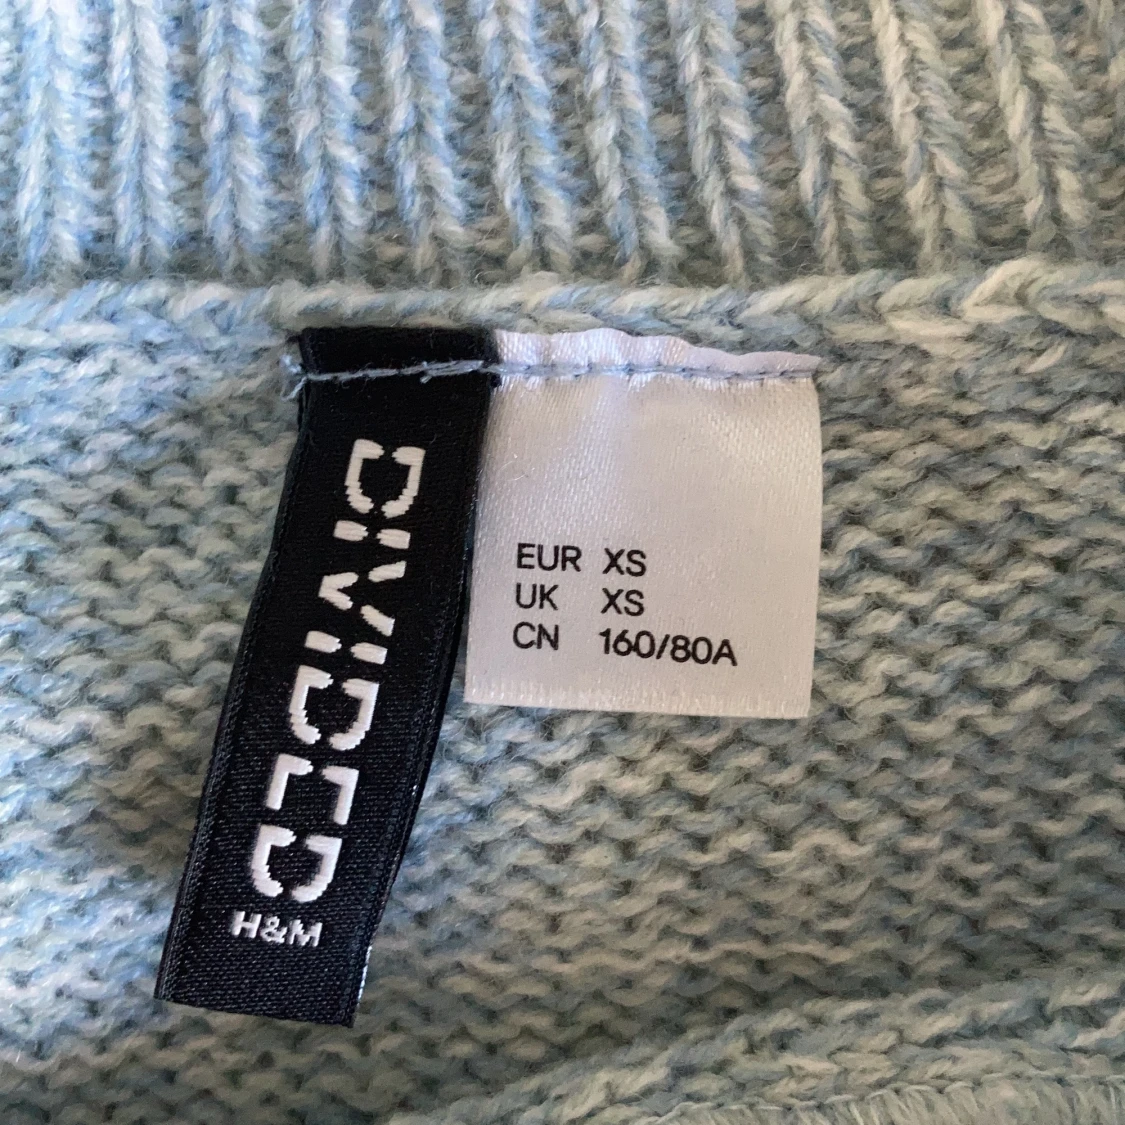 DIVIDED
H&M
EUR XS
UK XS
CN 160/80A